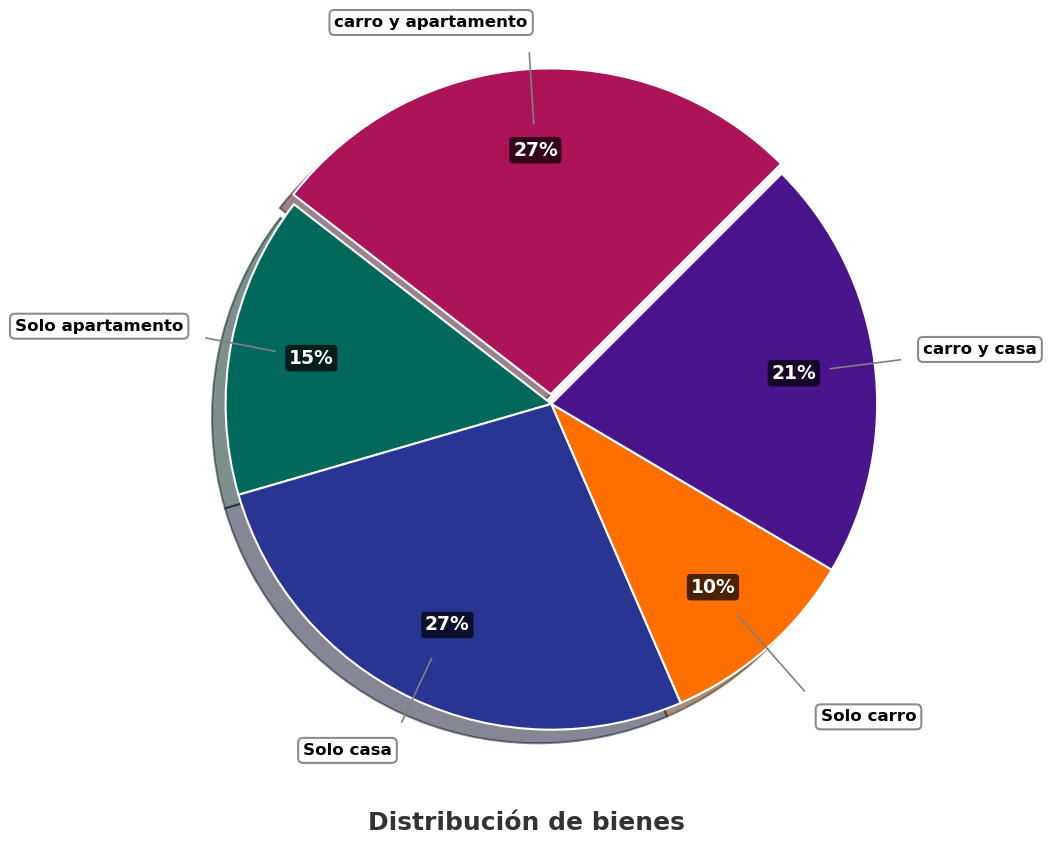 carro y apartamento
27%
Solo apartamento
15%
carro y casa
21%
10%
27%
Solo carro
Solo casa
Distribución de bienes